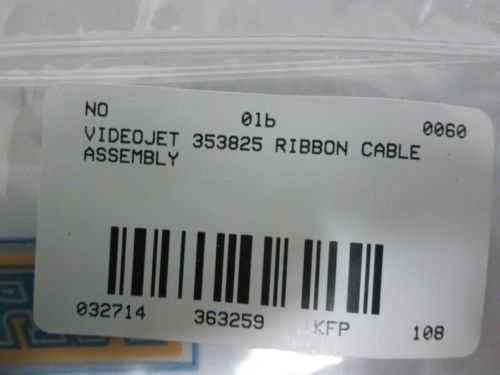 NO 01b 0060
VIDEOJET 353825 RIBBON CABLE
ASSEMBLY
032714 363259 KFP 108